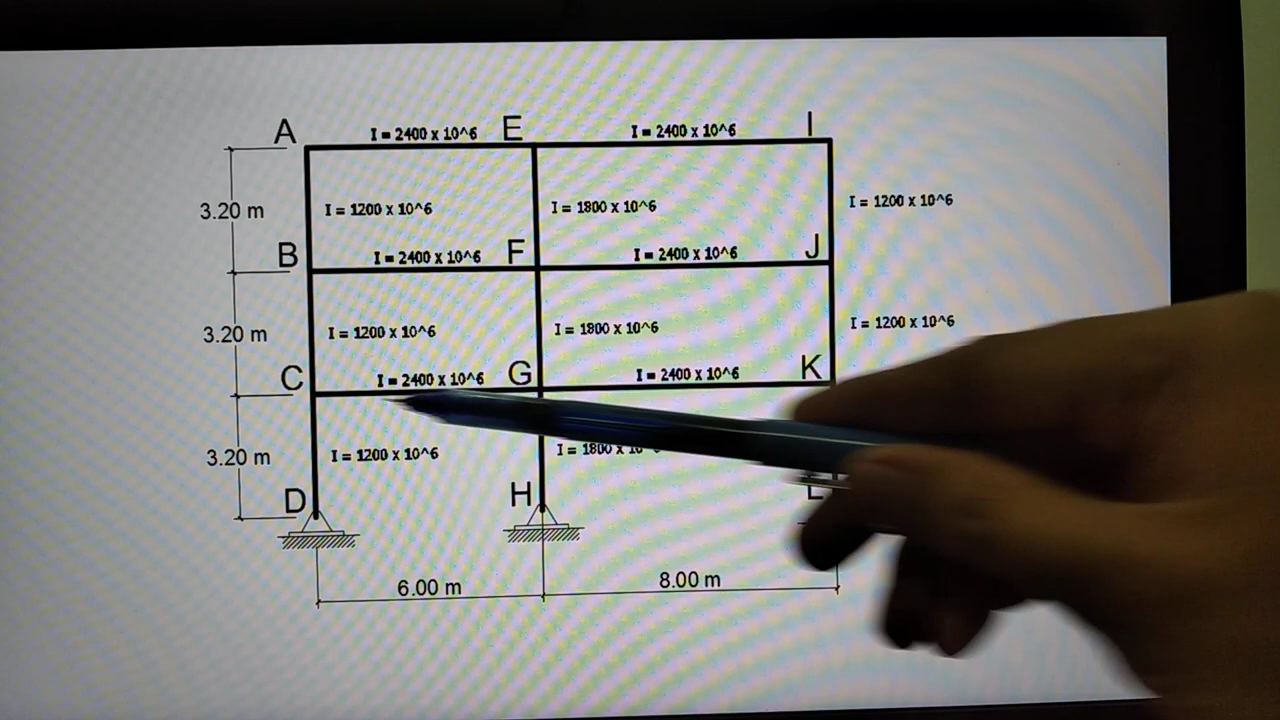 A I = 2400 x 10^6 E I = 2400 x 10^6 I
3.20 m I = 1200 x 10^6 I = 1800 x 10^6 I = 1200 x 10^6
B I = 2400 x 10^6 F I = 2400 x 10^6 J
3.20 m I = 1200 x 10^6 I = 1800 x 10^6 I = 1200 x 10^6
C I = 2400 x 10^6 G I = 2400 x 10^6 K
3.20 m I = 1200 x 10^6 I = 1800 x
D H L
6.00 m 8.00 m